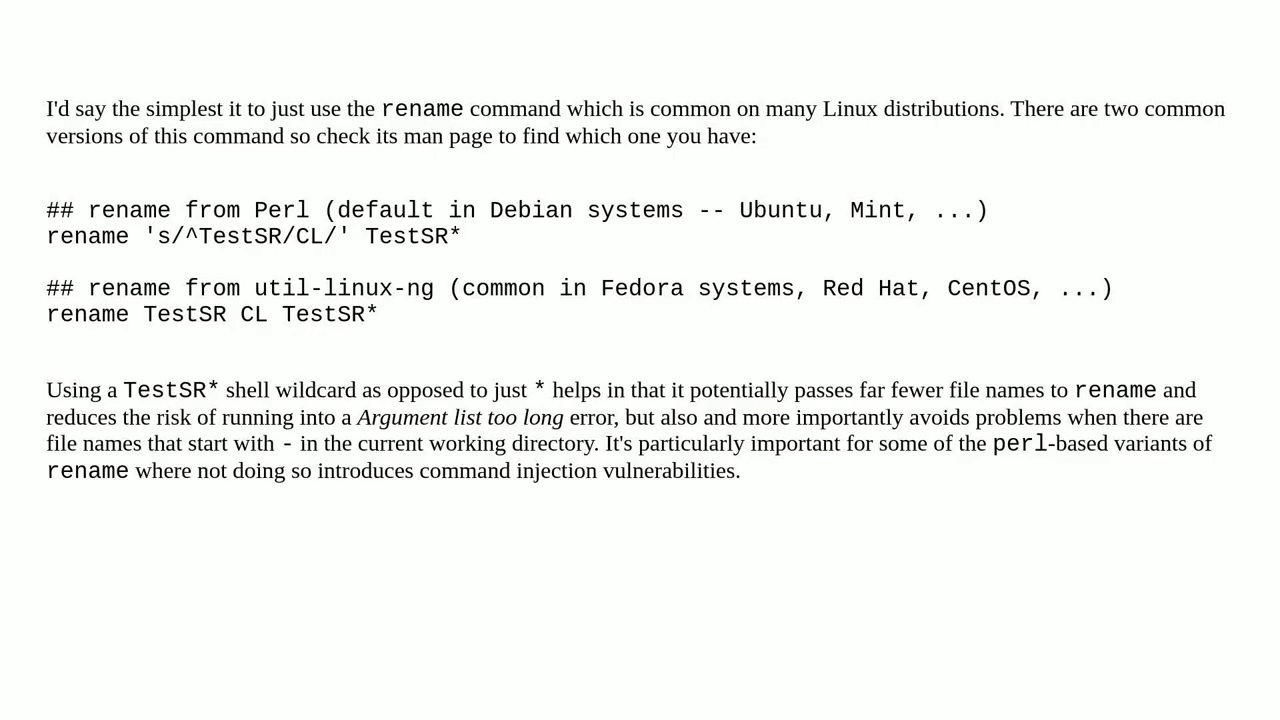 I'd say the simplest it to just use the rename command which is common on many Linux distributions. There are two common
versions of this command so check its man page to find which one you have:
## rename from Perl (default in Debian systems -- Ubuntu, Mint, ...)
rename 's/^TestSR/CL/' TestSR*
## rename from util-linux-ng (common in Fedora systems, Red Hat, CentOS, ...)
rename TestSR CL TestSR*
Using a TestSR* shell wildcard as opposed to just * helps in that it potentially passes far fewer file names to rename and
reduces the risk of running into a Argument list too long error, but also and more importantly avoids problems when there are
file names that start with - in the current working directory. It's particularly important for some of the perl-based variants of
rename where not doing so introduces command injection vulnerabilities.